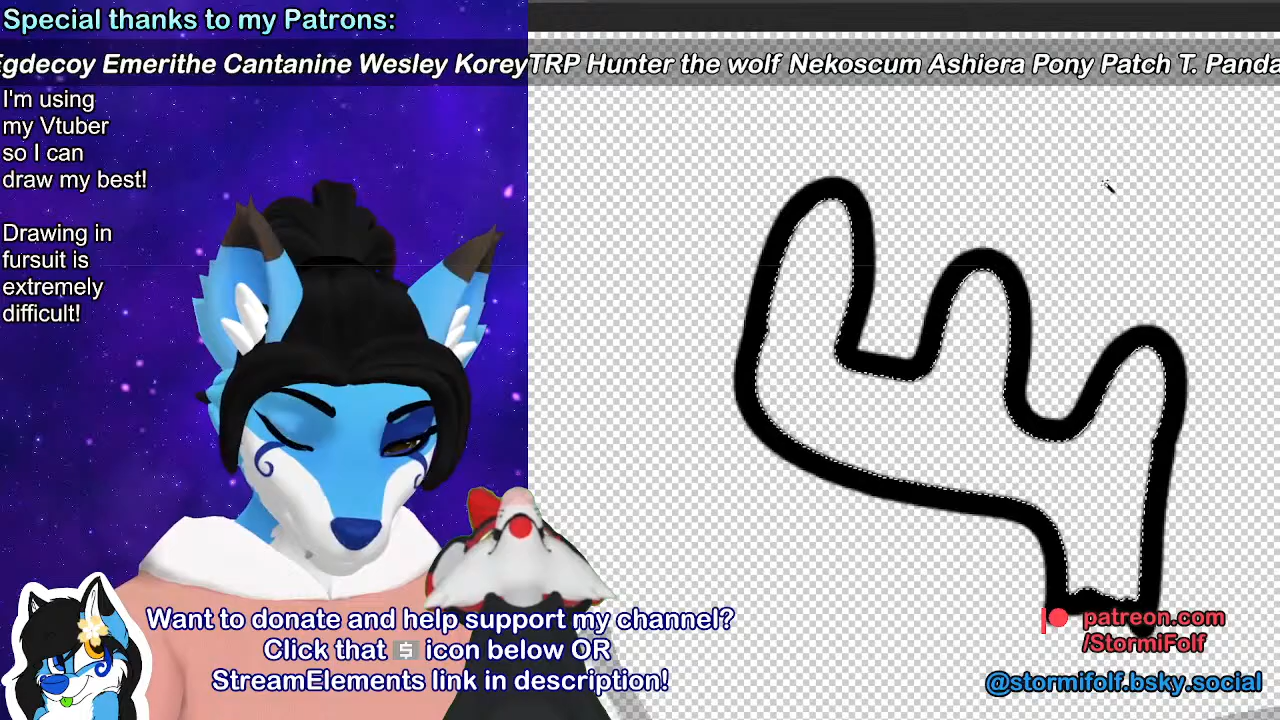 Special thanks to my Patrons:
Egdecoy Emerithe Cantanine Wesley KoreyTRP Hunter the wolf Nekoscum Ashiera Pony Patch T. Panda
I'm using
my Vtuber
so I can
draw my best!
Drawing in
fursuit is
extremely
difficult!
Want to donate and help support my channel?
Click that $ icon below OR
StreamElements link in description!
patreon.com
/StormiFolf
@stormifolf.bsky.social